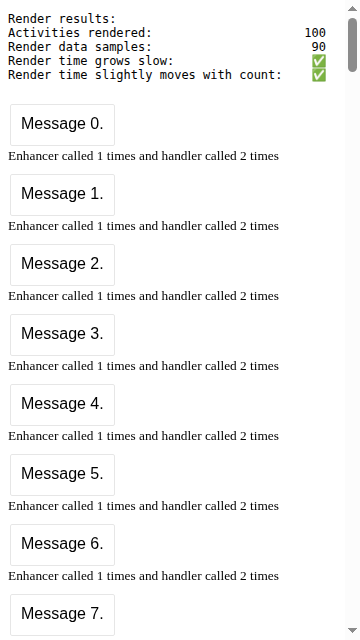 Render results:
Activities rendered: 100
Render data samples: 90
Render time grows slow: ✅
Render time slightly moves with count: ✅
Message 0.
Enhancer called 1 times and handler called 2 times
Message 1.
Enhancer called 1 times and handler called 2 times
Message 2.
Enhancer called 1 times and handler called 2 times
Message 3.
Enhancer called 1 times and handler called 2 times
Message 4.
Enhancer called 1 times and handler called 2 times
Message 5.
Enhancer called 1 times and handler called 2 times
Message 6.
Enhancer called 1 times and handler called 2 times
Message 7.